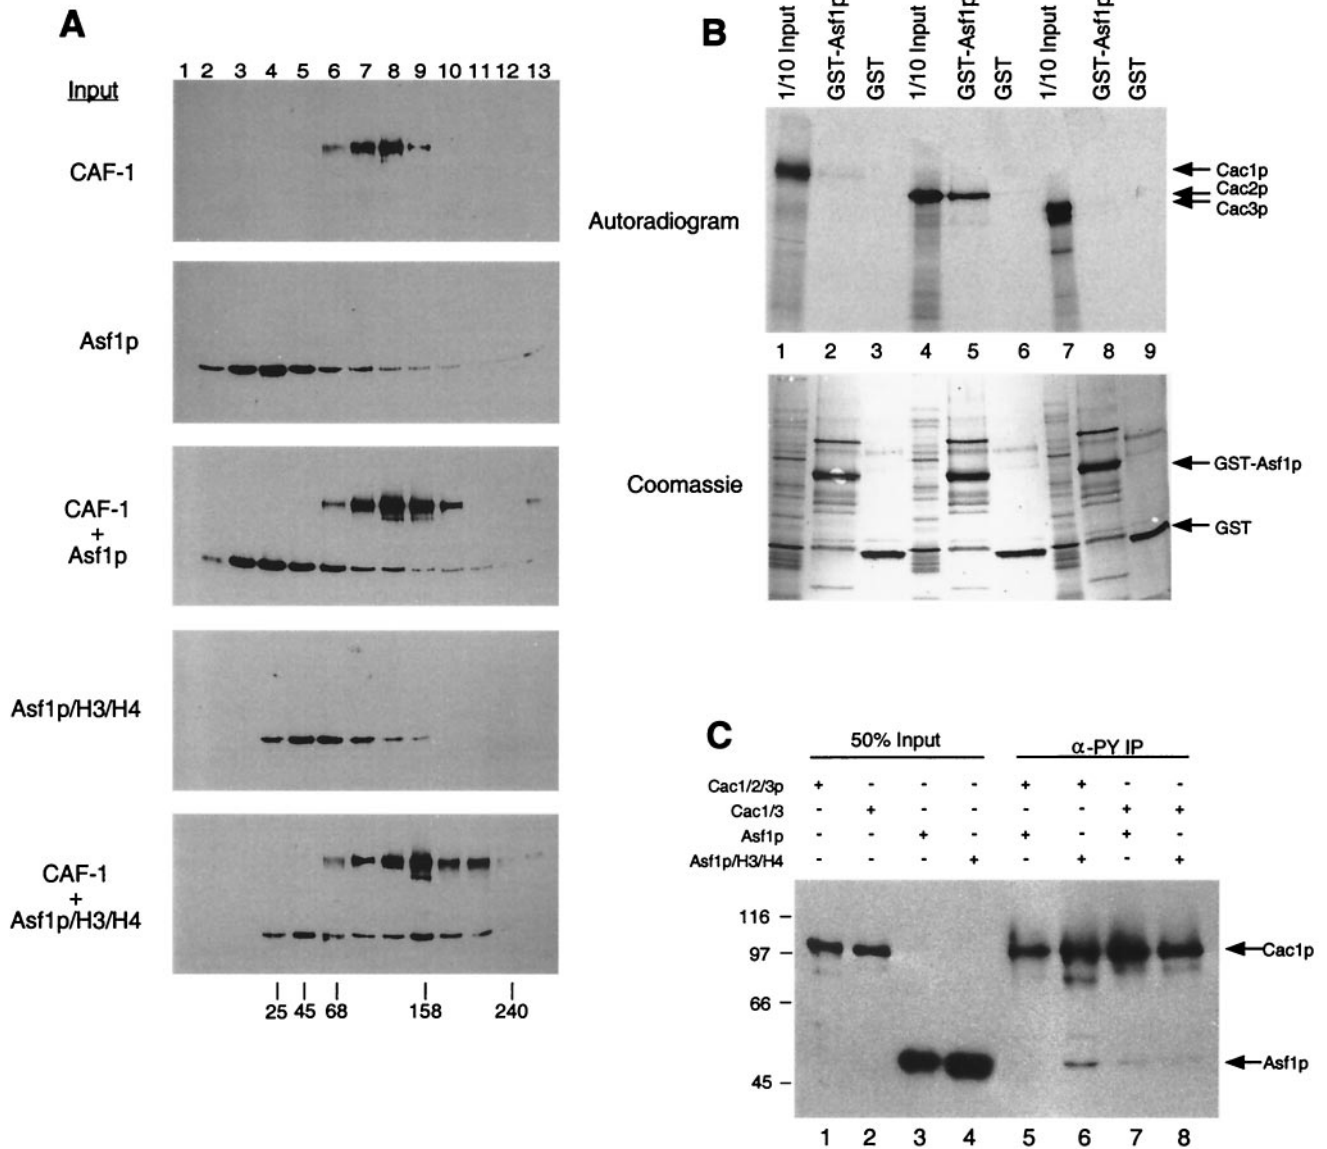 A
1 2 3 4 5 6 7 8 9 10 11 12 13
Input
CAF-1
Asf1p
CAF-1
+
Asf1p
Asf1p/H3/H4
CAF-1
+
Asf1p/H3/H4
25 45 68 158 240
B
1/10 Input GST-Asf1p GST 1/10 Input GST-Asf1p GST 1/10 Input GST-Asf1p GST
Autoradiogram
Cac1p
Cac2p
Cac3p
1 2 3 4 5 6 7 8 9
Coomassie
GST-Asf1p
GST
C
50% Input α-PY IP
Cac1/2/3p + - - - + + - -
Cac1/3 - + - - - - + +
Asf1p - - + - + - + -
Asf1p/H3/H4 - - - + - + - +
116
97
66
45
Cac1p
Asf1p
1 2 3 4 5 6 7 8